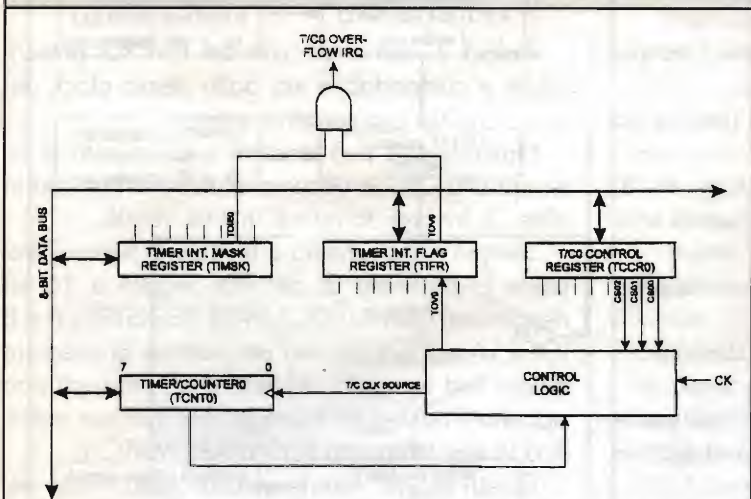 T/C0 OVER-
FLOW IRQ
TOIE0
TOV0
8-BIT DATA BUS
TIMER INT. MASK
REGISTER (TIMSK)
TIMER INT. FLAG
REGISTER (TIFR)
T/C0 CONTROL
REGISTER (TCCR0)
TOV0
CS02
CS01
CS00
7
0
TIMER/COUNTER0
(TCNT0)
T/C CLK SOURCE
CONTROL
LOGIC
CK